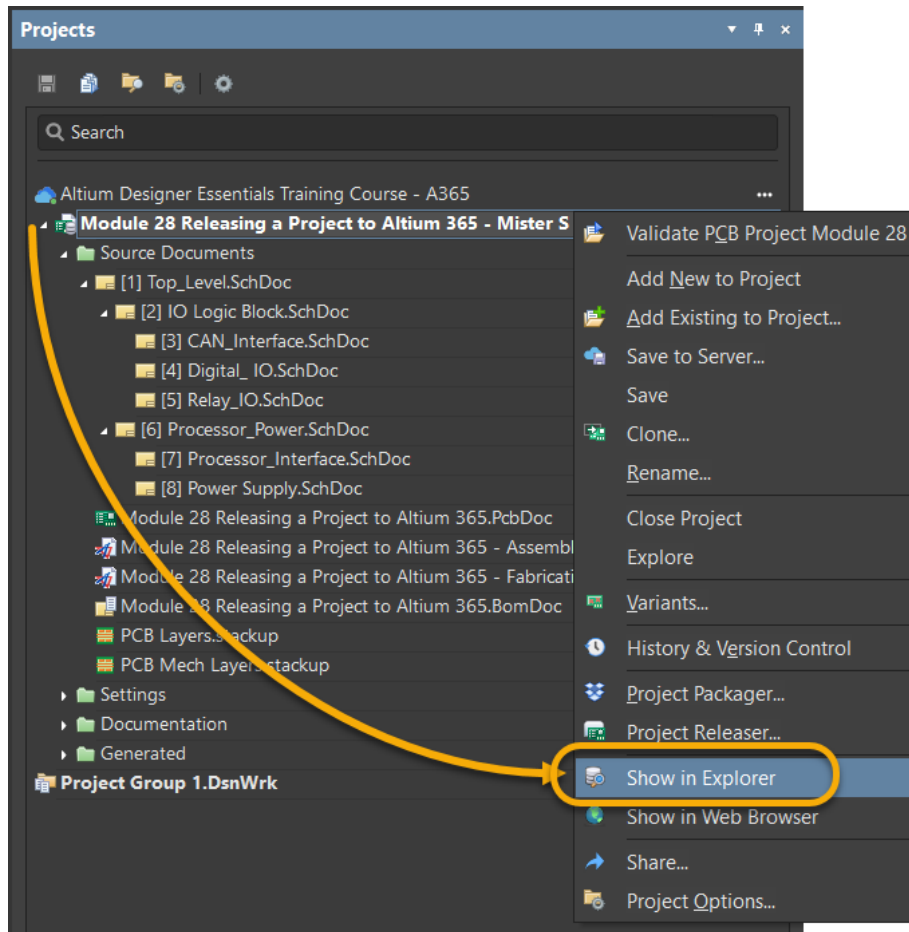 Projects
Search
Altium Designer Essentials Training Course - A365
Module 28 Releasing a Project to Altium 365 - Mister S
Source Documents
[1] Top_Level.SchDoc
[2] IO Logic Block.SchDoc
[3] CAN_Interface.SchDoc
[4] Digital_ IO.SchDoc
[5] Relay_IO.SchDoc
[6] Processor_Power.SchDoc
[7] Processor_Interface.SchDoc
[8] Power Supply.SchDoc
Module 28 Releasing a Project to Altium 365.PcbDoc
Module 28 Releasing a Project to Altium 365 - Assembl
Module 28 Releasing a Project to Altium 365 - Fabricati
Module 28 Releasing a Project to Altium 365.BomDoc
PCB Layers.stackup
PCB Mech Layers.stackup
Settings
Documentation
Generated
Project Group 1.DsnWrk
Validate PCB Project Module 28
Add New to Project
Add Existing to Project...
Save to Server...
Save
Clone...
Rename...
Close Project
Explore
Variants...
History & Version Control
Project Packager...
Project Releaser...
Show in Explorer
Show in Web Browser
Share...
Project Options...